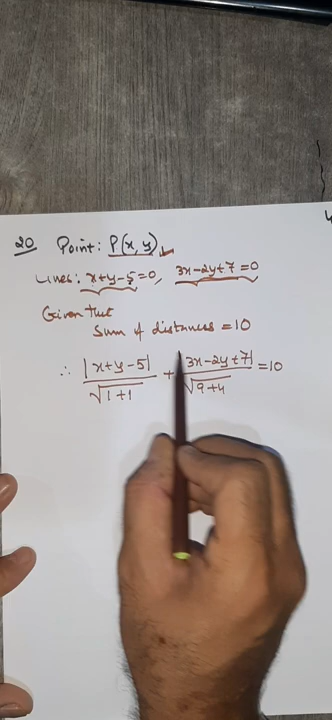 20 Point: P(x, y)
Lines: x+y-5=0, 3x-2y+7=0
Given that
Sum of distances = 10
∴ |x+y-5| / √1+1 + |3x-2y+7| / √9+4 = 10